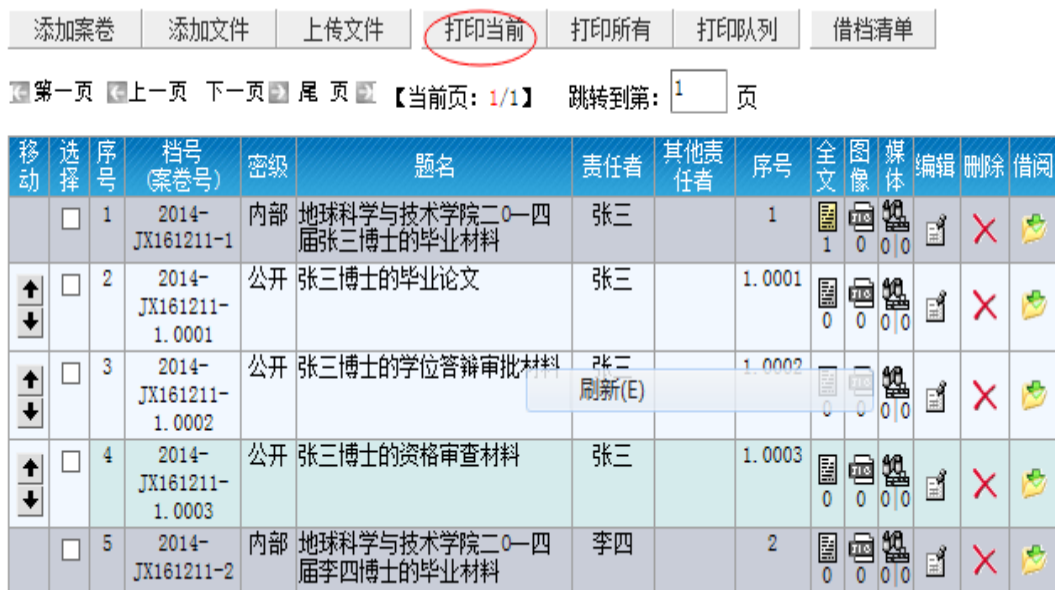 添加案卷 添加文件 上传文件 打印当前 打印所有 打印队列 借档清单
第一页 上一页 下一页 尾 页 【当前页: 1/1】 跳转到第: 1 页
移动 选择 序号 档号(案卷号) 密级 题名 责任者 其他责任者 序号 全文 图像 媒体 编辑 删除 借阅
1 2014- 内部 地球科学与技术学院二0一四 张三 1
JX161211-1 届张三博士的毕业材料 1 0 0|0
2 2014- 公开 张三博士的毕业论文 张三 1.0001
JX161211- 0 0 0|0
1.0001
3 2014- 公开 张三博士的学位答辩审批材料 张三 1.0002
JX161211- 刷新(E) 0 0 0|0
1.0002
4 2014- 公开 张三博士的资格审查材料 张三 1.0003
JX161211- 0 0 0|0
1.0003
5 2014- 内部 地球科学与技术学院二0一四 李四 2
JX161211-2 届李四博士的毕业材料 0 0 0|0